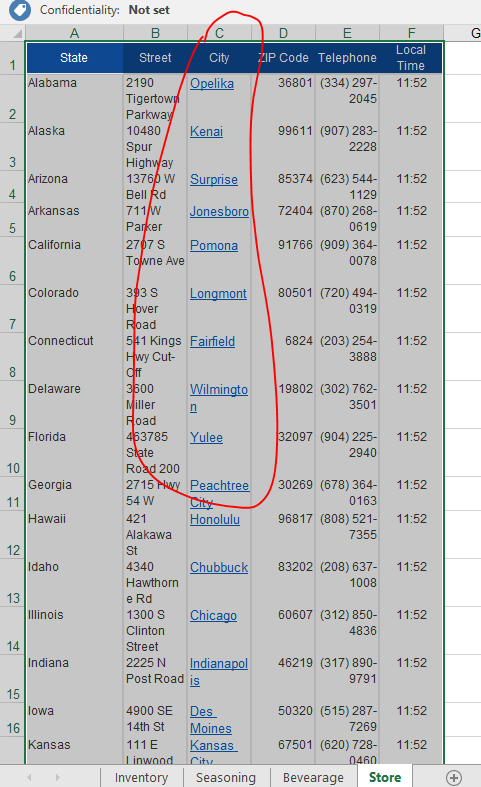 Confidentiality: Not set
A B C D E F G
1 State Street City ZIP Code Telephone Local Time
2 Alabama 2190 Tigertown Parkway Opelika 36801 (334) 297-2045 11:52
3 Alaska 10480 Spur Highway Kenai 99611 (907) 283-2228 11:52
4 Arizona 13760 W Bell Rd Surprise 85374 (623) 544-1129 11:52
5 Arkansas 711 W Parker Jonesboro 72404 (870) 268-0619 11:52
6 California 2707 S Towne Ave Pomona 91766 (909) 364-0078 11:52
7 Colorado 393 S Hover Road Longmont 80501 (720) 494-0319 11:52
8 Connecticut 541 Kings Hwy Cut-Off Fairfield 6824 (203) 254-3888 11:52
9 Delaware 3600 Miller Road Wilmington 19802 (302) 762-3501 11:52
10 Florida 463785 State Road 200 Yulee 32097 (904) 225-2940 11:52
11 Georgia 2715 Hwy 54 W Peachtree City 30269 (678) 364-0163 11:52
12 Hawaii 421 Alakawa St Honolulu 96817 (808) 521-7355 11:52
13 Idaho 4340 Hawthorne Rd Chubbuck 83202 (208) 637-1008 11:52
14 Illinois 1300 S Clinton Street Chicago 60607 (312) 850-4836 11:52
15 Indiana 2225 N Post Road Indianapolis 46219 (317) 890-9791 11:52
16 Iowa 4900 SE 14th St Des Moines 50320 (515) 287-7269 11:52
Kansas 111 E Linwood Kansas City 67501 (620) 728-0460 11:52
Inventory Seasoning Bevearage Store